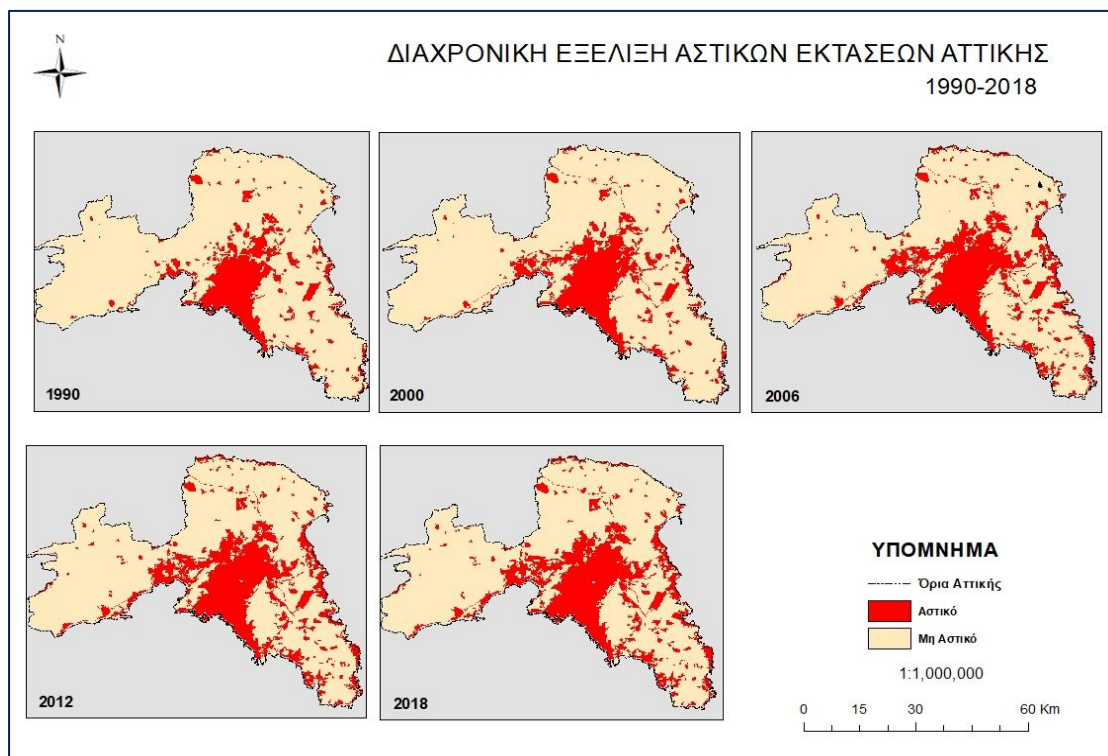 N
ΔΙΑΧΡΟΝΙΚΗ ΕΞΕΛΙΞΗ ΑΣΤΙΚΩΝ ΕΚΤΑΣΕΩΝ ΑΤΤΙΚΗΣ
1990-2018
1990
2000
2006
2012
2018
ΥΠΟΜΝΗΜΑ
Όρια Αττικής
Αστικό
Μη Αστικό
1:1,000,000
0 15 30 60 Km